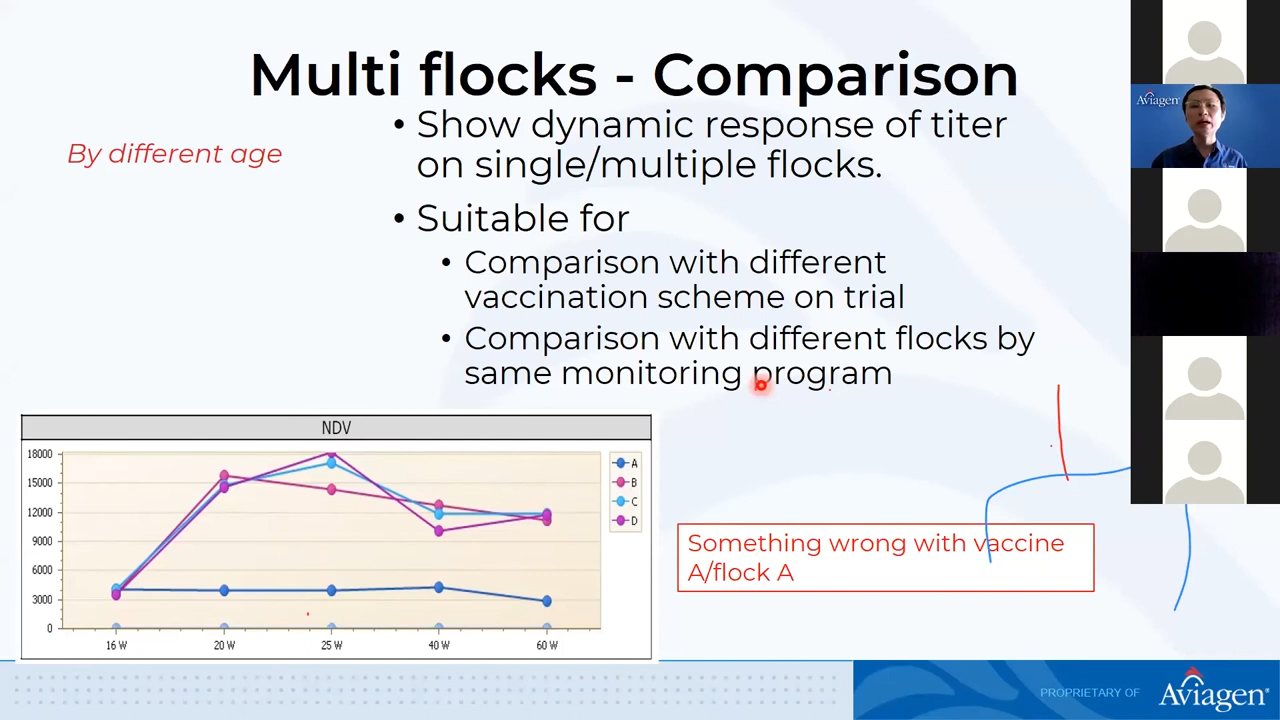 Multi flocks - Comparison
By different age
• Show dynamic response of titer
on single/multiple flocks.
• Suitable for
• Comparison with different
vaccination scheme on trial
• Comparison with different flocks by
same monitoring program
NDV
18000
15000
12000
9000
6000
3000
0
16 W
20 W
25 W
40 W
60 W
A
B
C
D
Something wrong with vaccine
A/flock A
Aviagen
PROPRIETARY OF
Aviagen®